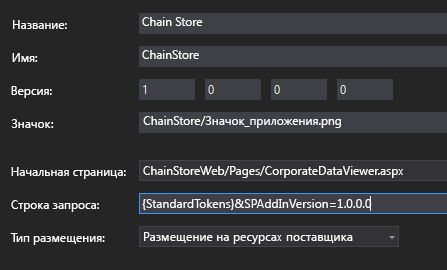 Название: Chain Store
Имя: ChainStore
Версия: 1 0 0 0
Значок: ChainStore/Значок_приложения.png
Начальная страница: ChainStoreWeb/Pages/CorporateDataViewer.aspx
Строка запроса: {StandardTokens}&SPAddInVersion=1.0.0.0
Тип размещения: Размещение на ресурсах поставщика